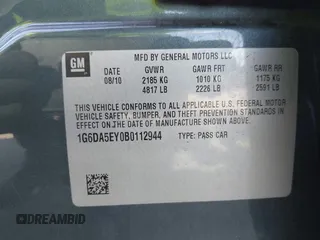 GM
MFD BY GENERAL MOTORS LLC
08/10 GVWR GAWR FRT GAWR RR
2185 KG 1010 KG 1175 KG
4817 LB 2226 LB 2591 LB
THIS VEHICLE CONFORMS TO ALL APPLICABLE U.S. FEDERAL MOTOR
VEHICLE SAFETY, BUMPER, AND THEFT PREVENTION STANDARDS
IN EFFECT ON THE DATE OF MANUFACTURE SHOWN ABOVE.
1G6DA5EY0B0112944 TYPE: PASS CAR
DREAMBID